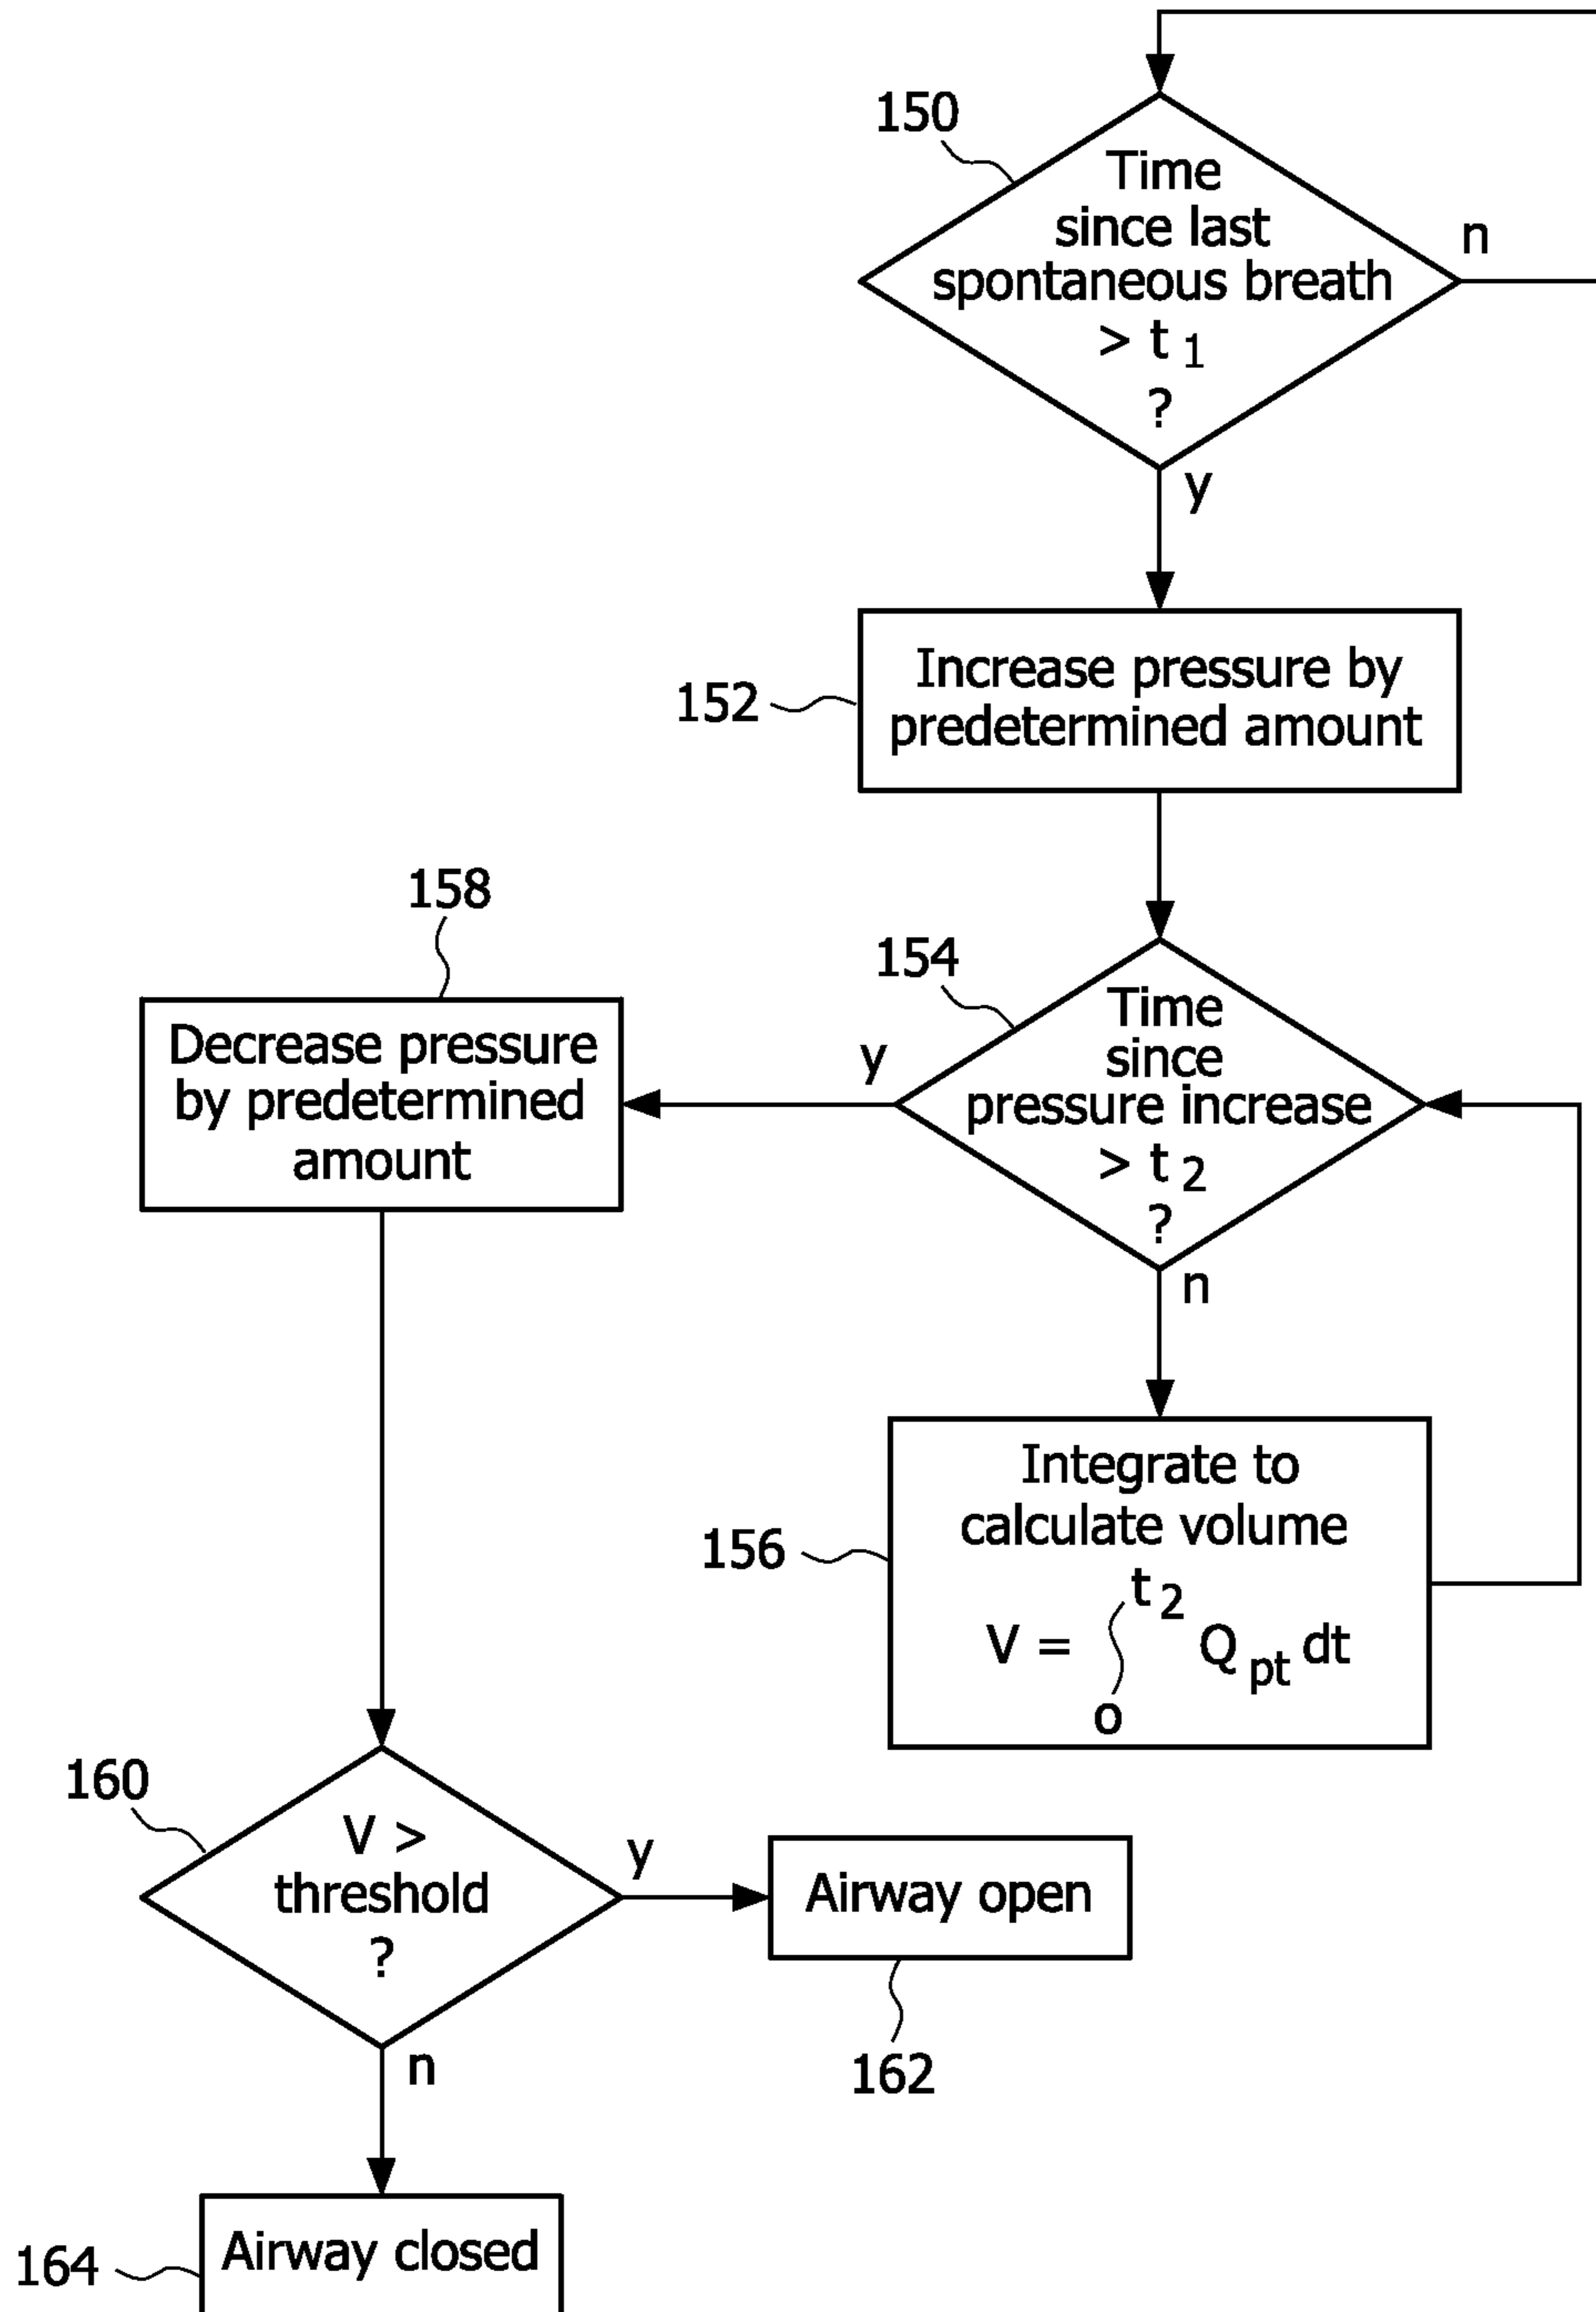 150
Time
since last
spontaneous breath
> t 1
?
n
y
152
Increase pressure by
predetermined amount
158
Decrease pressure
by predetermined
amount
154
Time
since
pressure increase
> t 2
?
y
n
156
Integrate to
calculate volume
t 2
V = Q pt dt
o
160
V >
threshold
?
y
n
Airway open
162
164
Airway closed